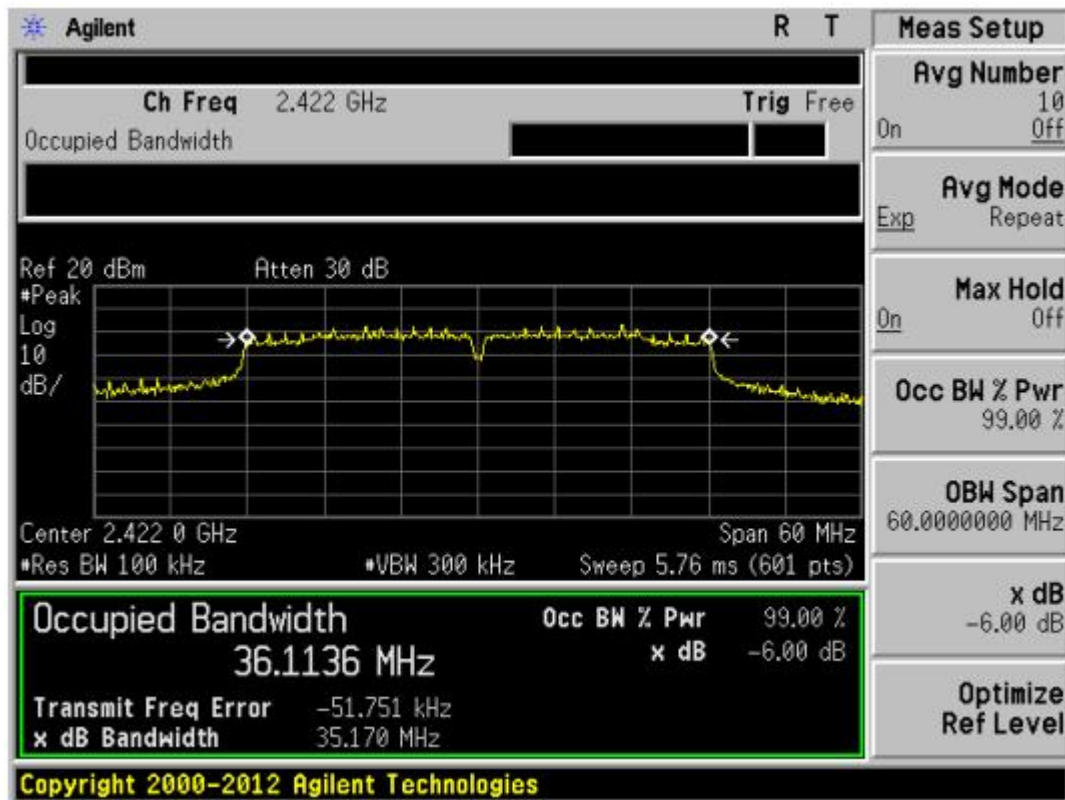 Agilent R T
Ch Freq 2.422 GHz Trig Free
Occupied Bandwidth
Ref 20 dBm Atten 30 dB
#Peak
Log
10
dB/
Center 2.422 0 GHz Span 60 MHz
#Res BW 100 kHz #VBW 300 kHz Sweep 5.76 ms (601 pts)
Occupied Bandwidth Occ BW % Pwr 99.00 %
36.1136 MHz x dB -6.00 dB
Transmit Freq Error -51.751 kHz
x dB Bandwidth 35.170 MHz
Copyright 2000-2012 Agilent Technologies
Meas Setup
Avg Number
10
On Off
Avg Mode
Exp Repeat
Max Hold
On Off
Occ BW % Pwr
99.00 %
OBW Span
60.0000000 MHz
x dB
-6.00 dB
Optimize
Ref Level